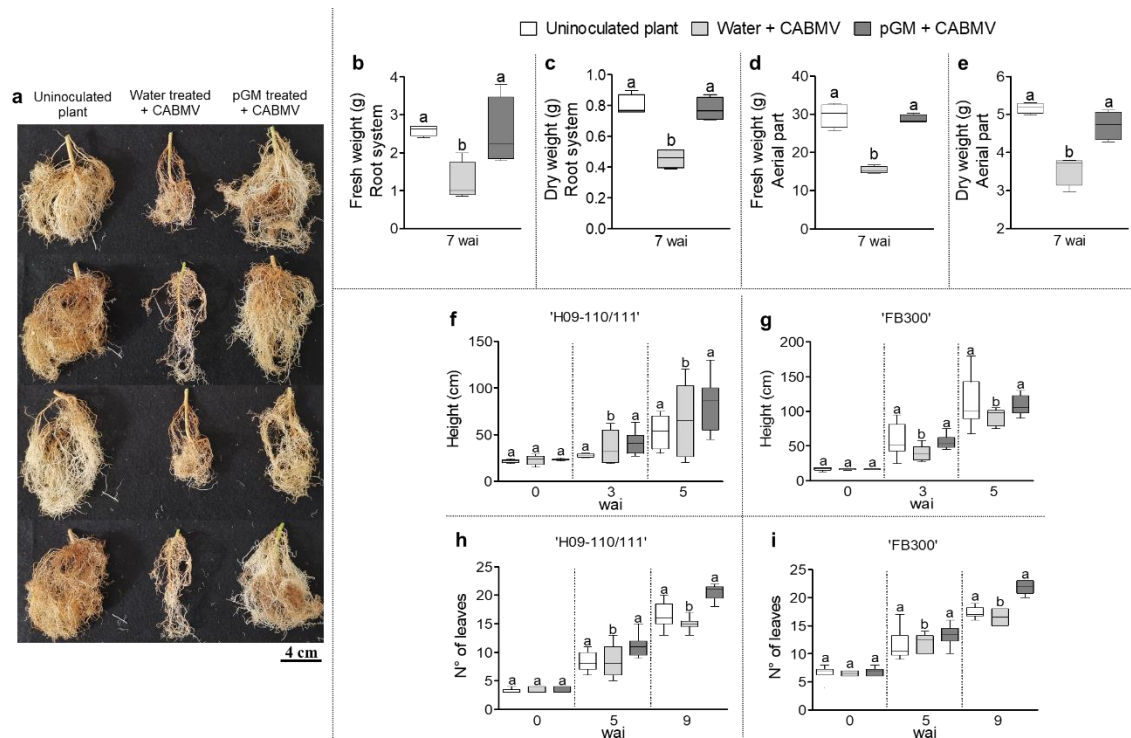 Uninoculated plant Water + CABMV pGM + CABMV
a
Uninoculated plant
Water treated + CABMV
pGM treated + CABMV
4 cm
b
Fresh weight (g)
Root system
4
3
2
1
0
a
b
a
7 wai
c
Dry weight (g)
Root system
1.0
0.8
0.6
0.4
0.2
0.0
a
b
a
7 wai
d
Fresh weight (g)
Aerial part
40
30
20
10
0
a
b
a
7 wai
e
Dry weight (g)
Aerial part
6
5
4
3
2
a
b
a
7 wai
f
'H09-110/111'
Height (cm)
150
100
50
0
a a a
a b a
a b a
0 3 5
wai
g
'FB300'
Height (cm)
200
150
100
50
0
a a a
a b a
a b a
0 3 5
wai
h
'H09-110/111'
N° of leaves
25
20
15
10
5
0
a a a
a b a
a b a
0 5 9
wai
i
'FB300'
N° of leaves
25
20
15
10
5
0
a a a
a b a
a b a
0 5 9
wai